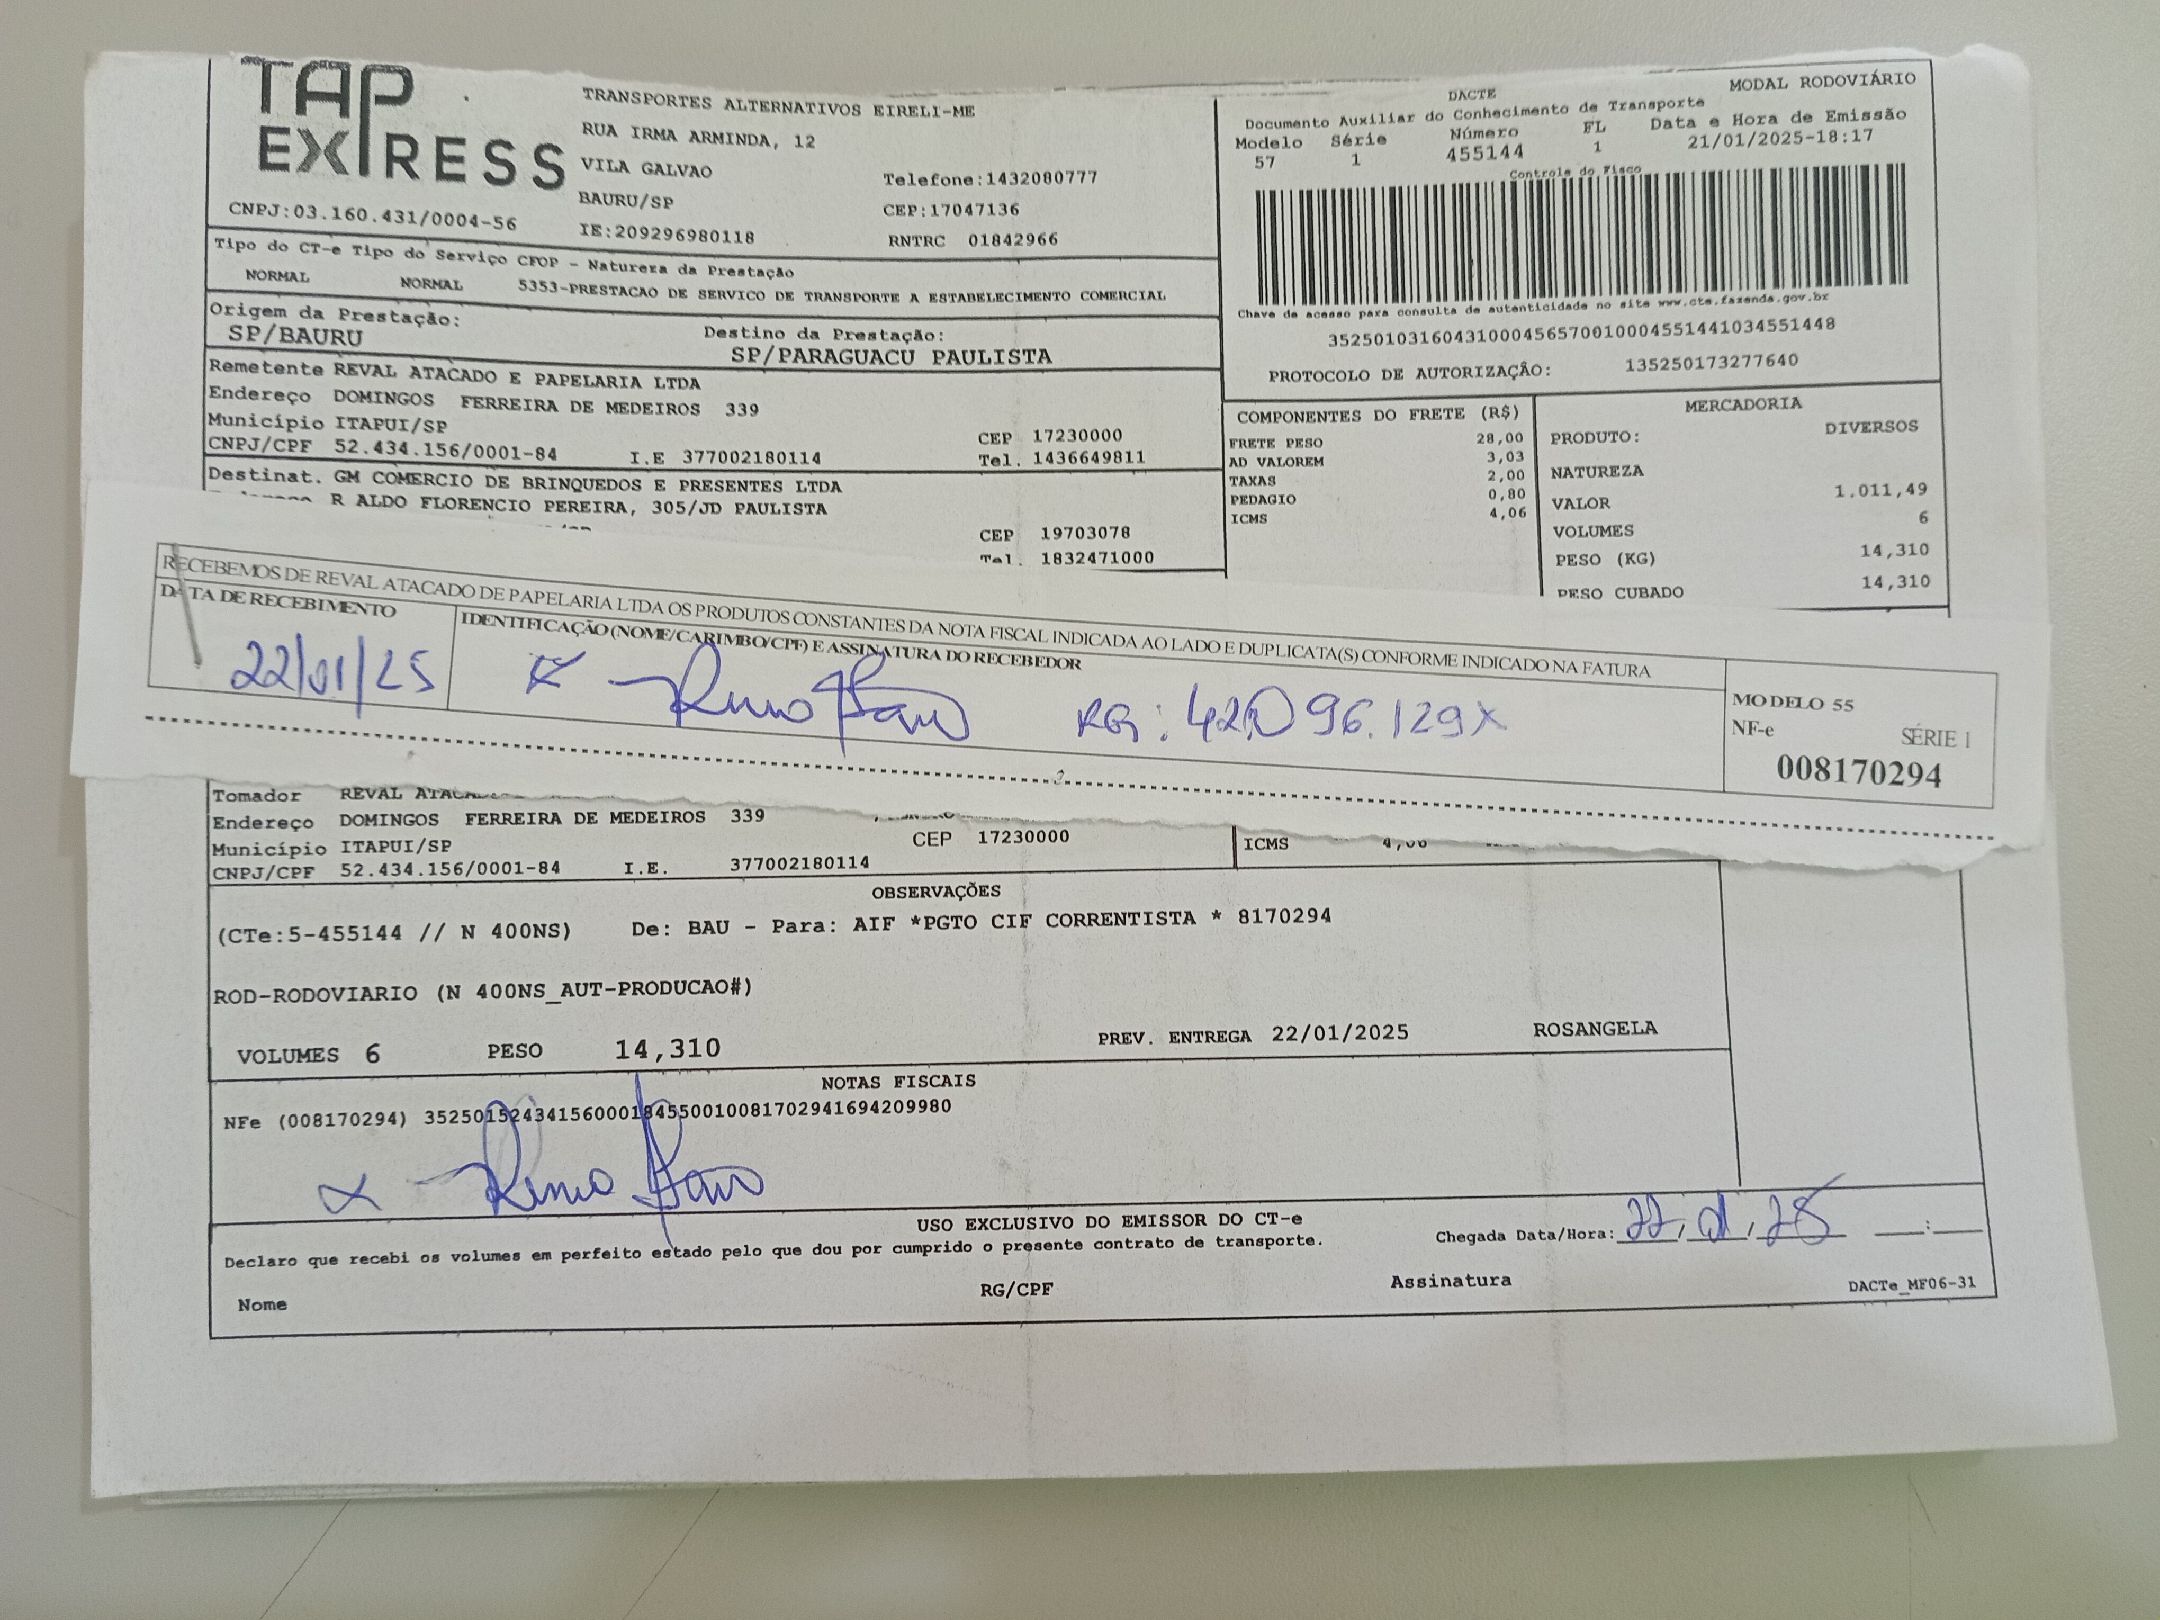 TAP
EXPRESS
CNPJ:03.160.431/0004-56
TRANSPORTES ALTERNATIVOS EIRELI-ME
RUA IRMA ARMINDA, 12
VILA GALVAO
BAURU/SP
IE:209296980118
Telefone:1432080777
CEP:17047136
RNTRC 01842966
DACTE
MODAL RODOVIÁRIO
Documento Auxiliar do Conhecimento de Transporte
Modelo Série Número FL Data e Hora de Emissão
57 1 455144 1 21/01/2025-18:17
Controle do Fisco
Chave de acesso para consulta de autenticidade no site www.cte.fazenda.gov.br
35250103160431000456570010004551441034551448
PROTOCOLO DE AUTORIZAÇÃO: 135250173277640
Tipo do CT-e Tipo do Serviço CFOP - Natureza da Prestação
NORMAL NORMAL 5353-PRESTACAO DE SERVICO DE TRANSPORTE A ESTABELECIMENTO COMERCIAL
Origem da Prestação: Destino da Prestação:
SP/BAURU SP/PARAGUACU PAULISTA
Remetente REVAL ATACADO E PAPELARIA LTDA
Endereço DOMINGOS FERREIRA DE MEDEIROS 339
Município ITAPUI/SP CEP 17230000
CNPJ/CPF 52.434.156/0001-84 I.E 377002180114 Tel. 1436649811
Destinat. GM COMERCIO DE BRINQUEDOS E PRESENTES LTDA
R ALDO FLORENCIO PEREIRA, 305/JD PAULISTA
CEP 19703078
Tel. 1832471000
COMPONENTES DO FRETE (R$)
FRETE PESO 28,00
AD VALOREM 3,03
TAXAS 2,00
PEDAGIO 0,80
ICMS 4,06
MERCADORIA
PRODUTO: DIVERSOS
NATUREZA
VALOR 1.011,49
VOLUMES 6
PESO (KG) 14,310
PESO CUBADO 14,310
RECEBEMOS DE REVAL ATACADO DE PAPELARIA LTDA OS PRODUTOS CONSTANTES DA NOTA FISCAL INDICADA AO LADO E DUPLICATA(S) CONFORME INDICADO NA FATURA
DATA DE RECEBIMENTO IDENTIFICAÇÃO (NOME/CARIMBO/CPF) E ASSINATURA DO RECEBEDOR
22/01/25 RG: 42.096.129X
MODELO 55
NF-e SÉRIE 1
008170294
Tomador REVAL
Endereço DOMINGOS FERREIRA DE MEDEIROS 339
Município ITAPUI/SP CEP 17230000
CNPJ/CPF 52.434.156/0001-84 I.E. 377002180114
ICMS 4,06
OBSERVAÇÕES
(CTe:5-455144 // N 400NS) De: BAU - Para: AIF *PGTO CIF CORRENTISTA * 8170294
ROD-RODOVIARIO (N 400NS_AUT-PRODUCAO#)
VOLUMES 6 PESO 14,310 PREV. ENTREGA 22/01/2025 ROSANGELA
NOTAS FISCAIS
NFe (008170294) 35250152434156000184550010081702941694209980
USO EXCLUSIVO DO EMISSOR DO CT-e
Declaro que recebi os volumes em perfeito estado pelo que dou por cumprido o presente contrato de transporte.
Chegada Data/Hora: 22, 01, 25 :
Nome RG/CPF Assinatura DACTe_MF06-31